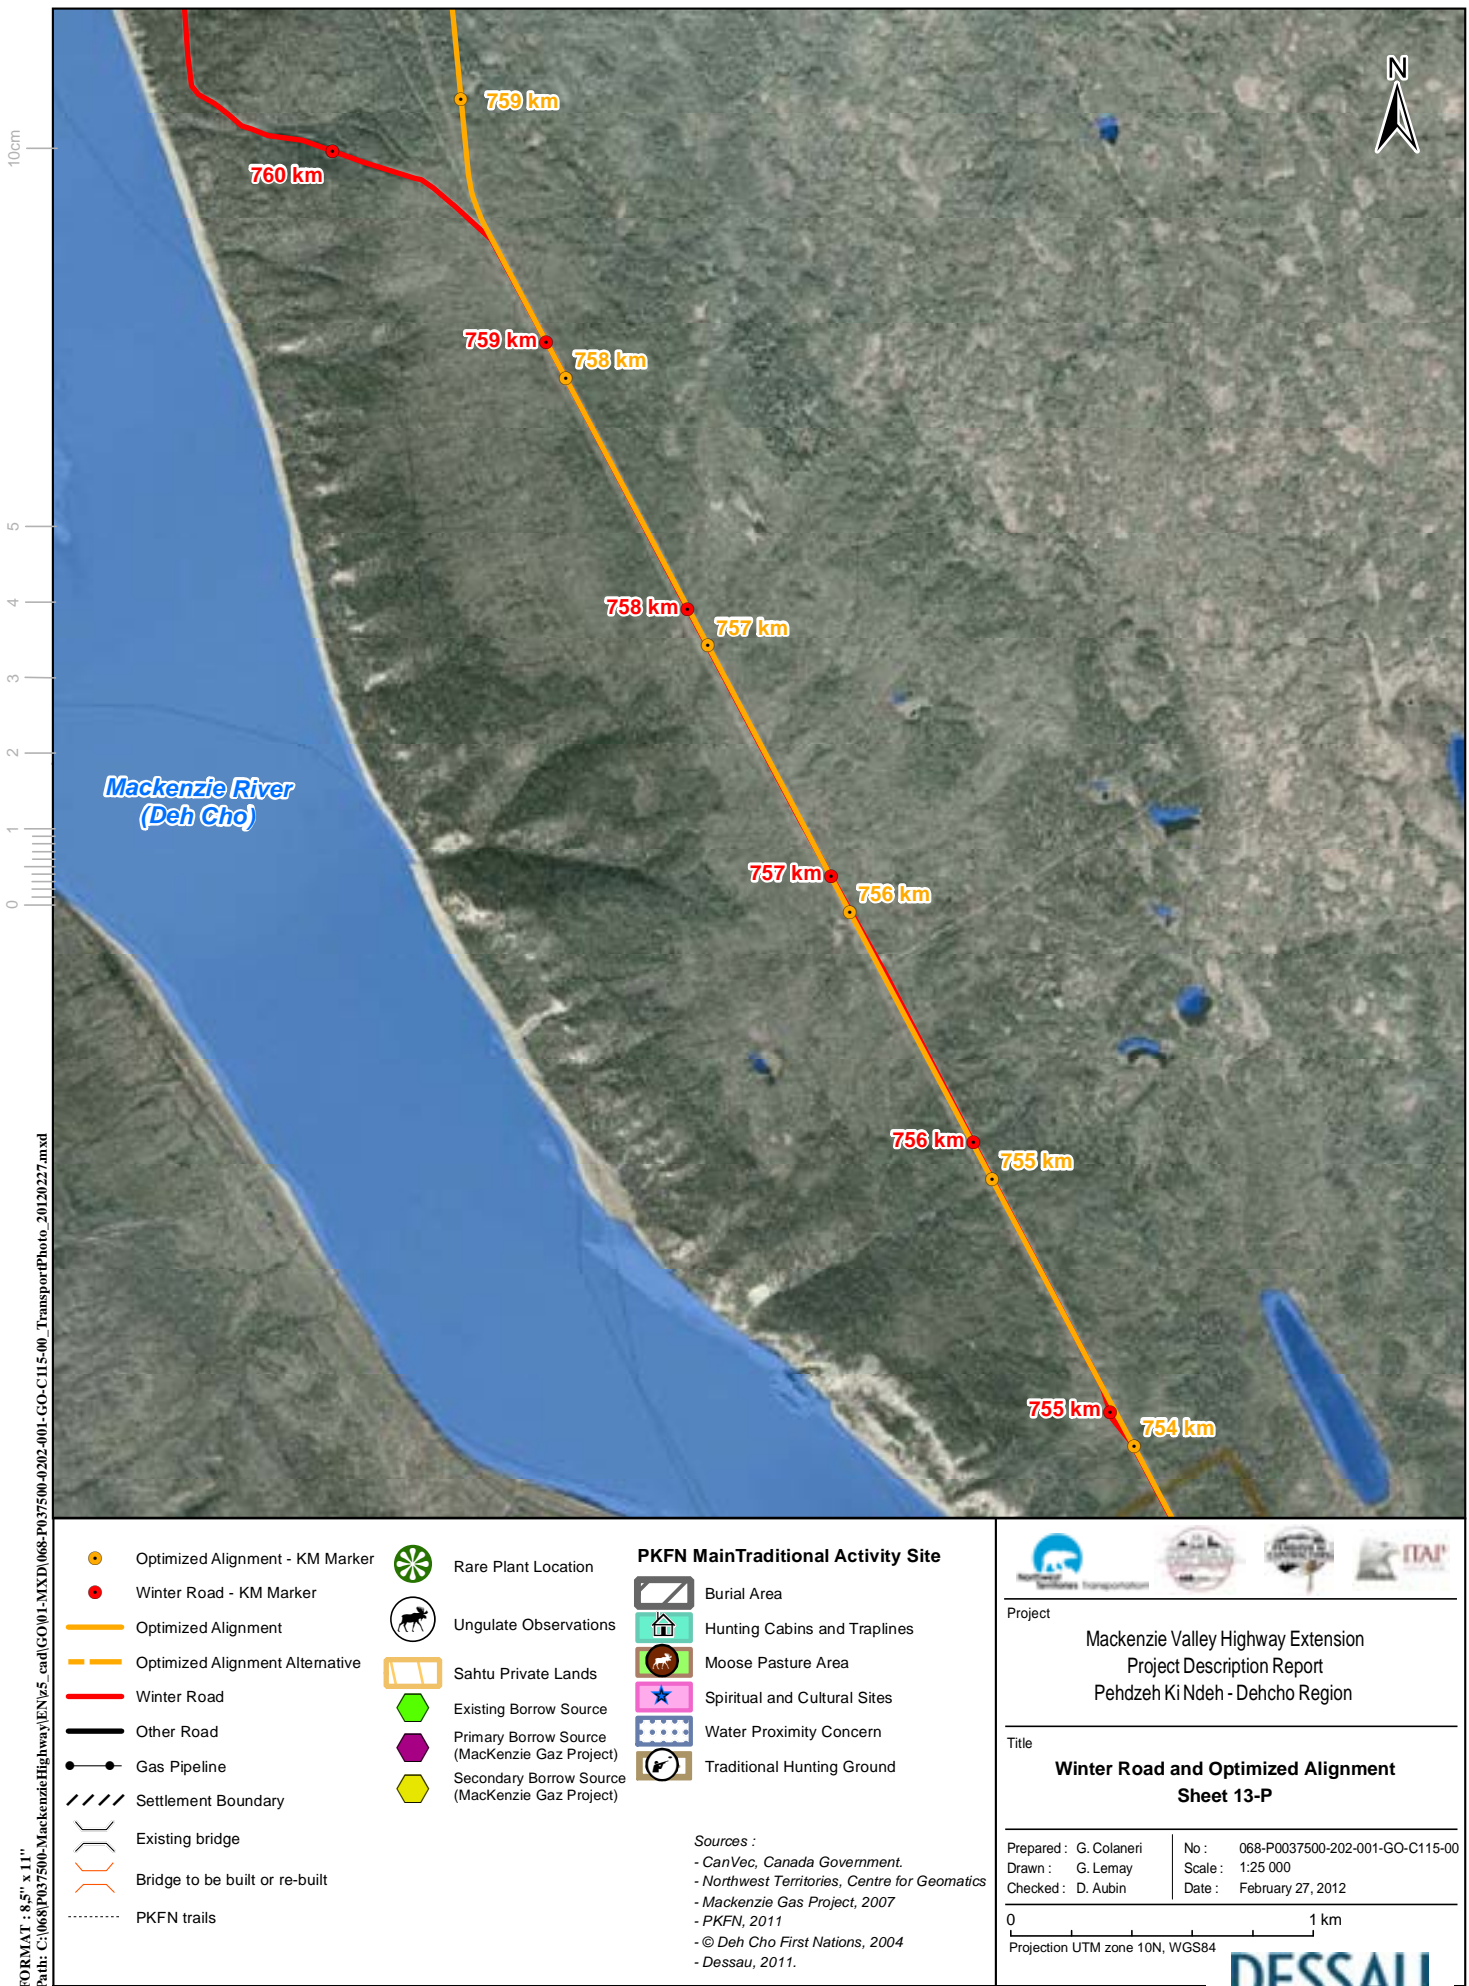 N
759 km
760 km
759 km
758 km
758 km
757 km
Mackenzie River
(Deh Cho)
757 km
756 km
756 km
755 km
755 km
754 km
10cm
5
4
3
2
1
0
FORMAT : 8,5" x 11"
Path: C:\068\P037500-MackenzieHighway\EN\z5_cad\GO\01-MXD\068-P037500-0202-001-GO-C115-00_TransportPhoto_20120227.mxd
Optimized Alignment - KM Marker
Winter Road - KM Marker
Optimized Alignment
Optimized Alignment Alternative
Winter Road
Other Road
Gas Pipeline
Settlement Boundary
Existing bridge
Bridge to be built or re-built
PKFN trails
Rare Plant Location
Ungulate Observations
Sahtu Private Lands
Existing Borrow Source
Primary Borrow Source
(MacKenzie Gaz Project)
Secondary Borrow Source
(MacKenzie Gaz Project)
PKFN MainTraditional Activity Site
Burial Area
Hunting Cabins and Traplines
Moose Pasture Area
Spiritual and Cultural Sites
Water Proximity Concern
Traditional Hunting Ground
Sources :
- CanVec, Canada Government.
- Northwest Territories, Centre for Geomatics
- Mackenzie Gas Project, 2007
- PKFN, 2011
- © Deh Cho First Nations, 2004
- Dessau, 2011.
Northwest
Territories Transportation
ITAP
Project
Mackenzie Valley Highway Extension
Project Description Report
Pehdzeh Ki Ndeh - Dehcho Region
Title
Winter Road and Optimized Alignment
Sheet 13-P
Prepared : G. Colaneri
Drawn : G. Lemay
Checked : D. Aubin
No : 068-P0037500-202-001-GO-C115-00
Scale : 1:25 000
Date : February 27, 2012
0 1 km
Projection UTM zone 10N, WGS84
DESSAU